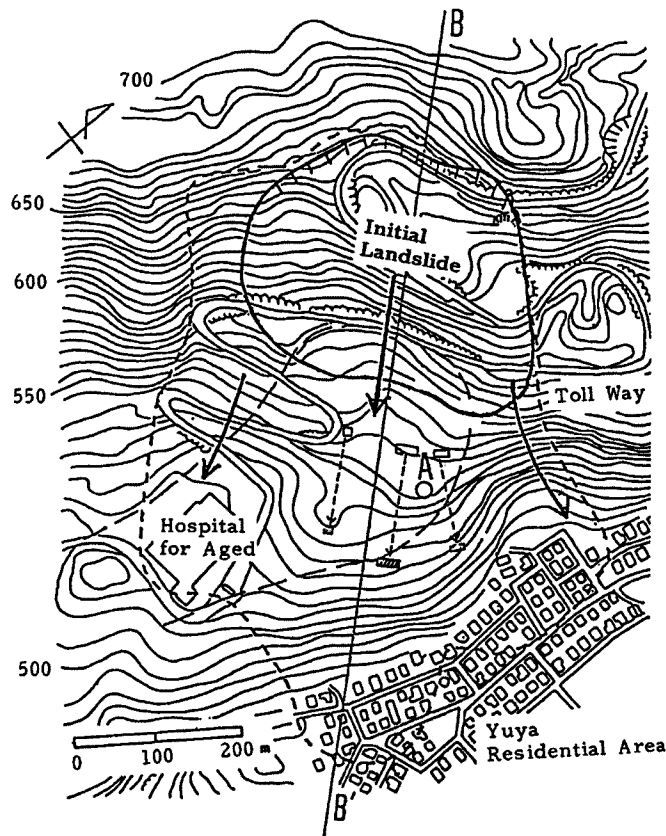 B
700
650
Initial
Landslide
600
550
Toll Way
A
Hospital
for Aged
500
Yuya
Residential Area
0 100 200 m
B'